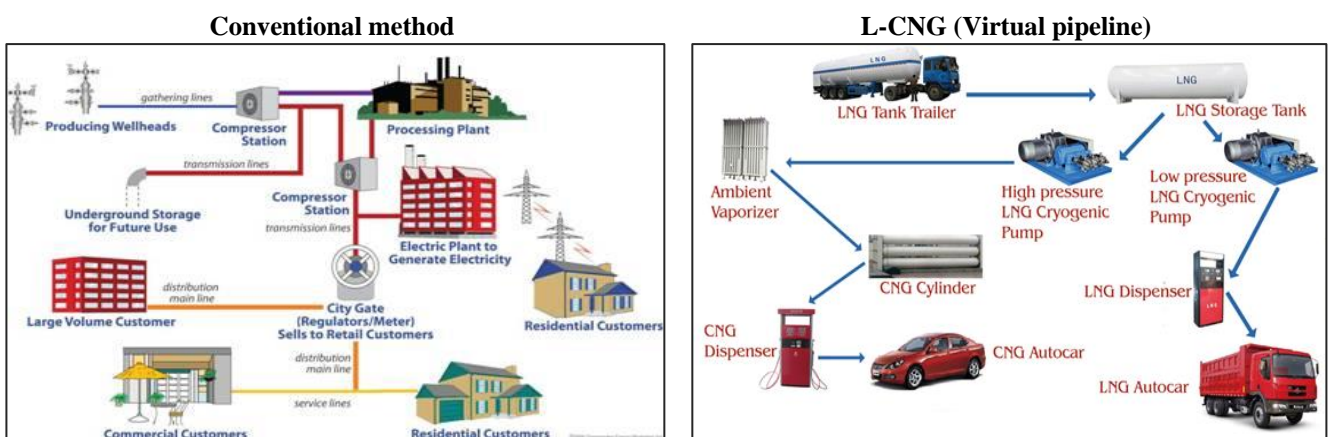 Conventional method
gathering lines
Producing Wellheads
Compressor
Station
Processing Plant
transmission lines
Underground Storage
for Future Use
Compressor
Station
transmission lines
Electric Plant to
Generate Electricity
distribution
main line
Large Volume Customer
City Gate
(Regulators/Meter)
Sells to Retail Customers
Residential Customers
distribution
main line
service lines
Commercial Customers
Residential Customers
L-CNG (Virtual pipeline)
LNG
LNG Tank Trailer
LNG
LNG Storage Tank
Ambient
Vaporizer
High pressure
LNG Cryogenic
Pump
Low pressure
LNG Cryogenic
Pump
CNG Cylinder
LNG Dispenser
LNG
CNG
Dispenser
CNG Autocar
LNG Autocar